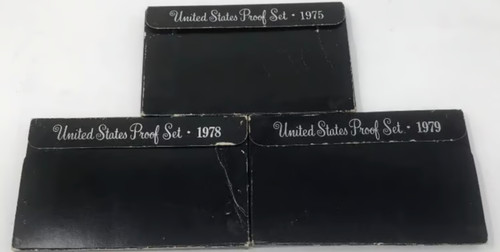 United States Proof Set • 1975
United States Proof Set • 1978
United States Proof Set • 1979